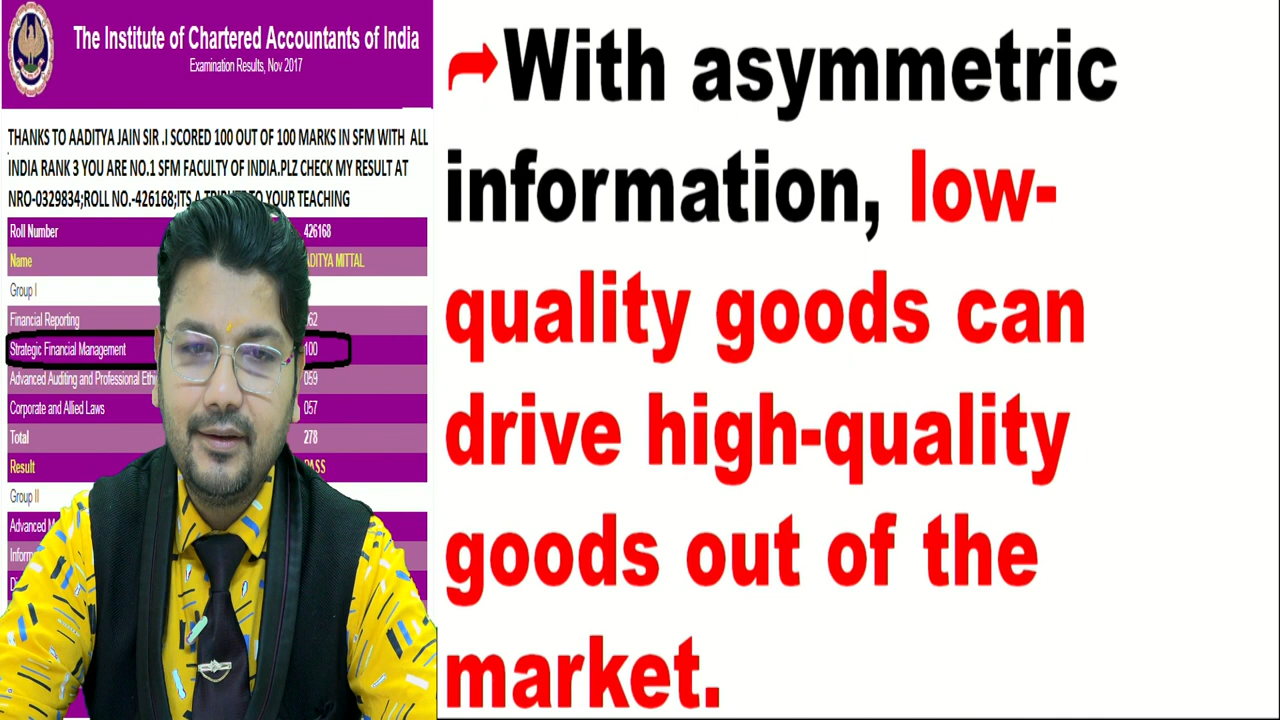 The Institute of Chartered Accountants of India
Examination Results, Nov 2017
THANKS TO AADITYA JAIN SIR .I SCORED 100 OUT OF 100 MARKS IN SFM WITH ALL
INDIA RANK 3 YOU ARE NO.1 SFM FACULTY OF INDIA.PLZ CHECK MY RESULT AT
NRO-0329834;ROLL NO.-426168;ITS A TRIBUTE TO YOUR TEACHING
Roll Number 426168
Name MITTAL
Group I
Financial Reporting
Strategic Financial Management 100
Advanced Auditing and Professional 059
Corporate and Allied Laws 057
Total 278
Result PASS
Group II
Advanced
With asymmetric
information, low-
quality goods can
drive high-quality
goods out of the
market.